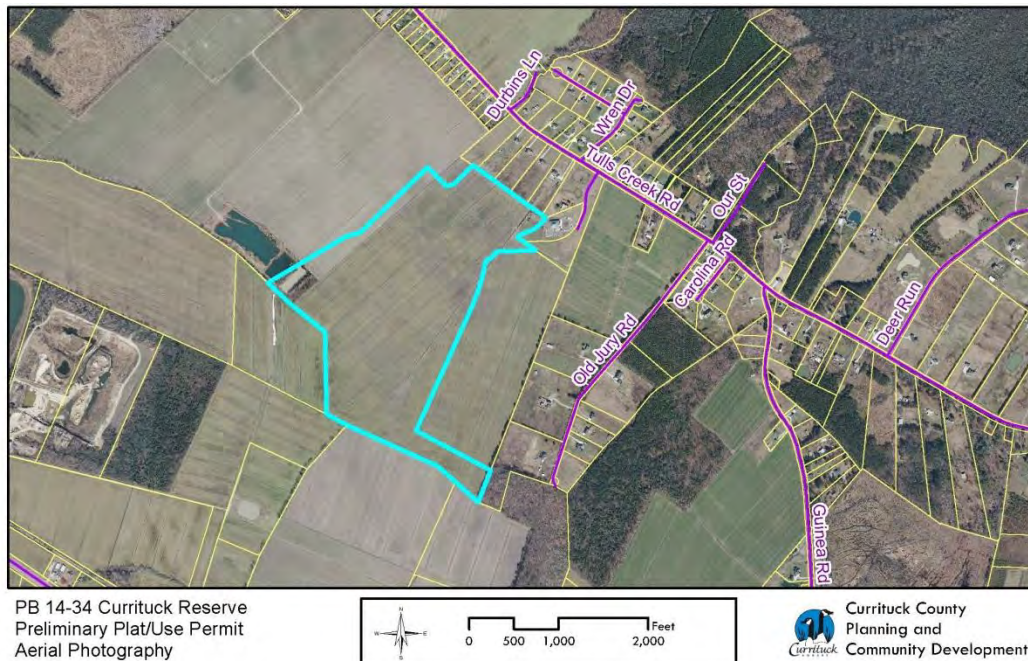 Durbins Ln
Wren Dr
Tulls Creek Rd
Our St
Carolina Rd
Old Jury Rd
Deer Run
Guinea Rd
PB 14-34 Currituck Reserve
Preliminary Plat/Use Permit
Aerial Photography
N
W E
S
Feet
0 500 1,000 2,000
Currituck
Currituck County
Planning and
Community Development